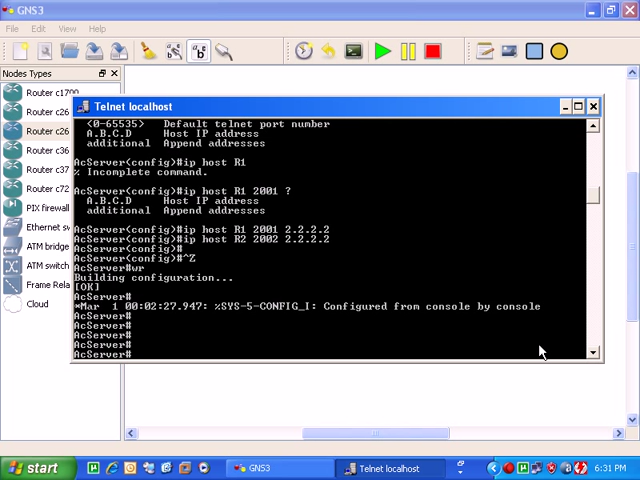 GNS3
File Edit View Help
Nodes Types
Router c1700
Router c26
Router c26
Router c36
Router c37
Router c72
PIX firewall
Ethernet sw
ATM bridge
ATM switch
Frame Rela
Cloud
Telnet localhost
<0-65535> Default telnet port number
A.B.C.D Host IP address
additional Append addresses
AcServer(config)#ip host R1
% Incomplete command.
AcServer(config)#ip host R1 2001 ?
A.B.C.D Host IP address
additional Append addresses
AcServer(config)#ip host R1 2001 2.2.2.2
AcServer(config)#ip host R2 2002 2.2.2.2
AcServer(config)#
AcServer(config)#^Z
AcServer#wr
Building configuration...
[OK]
AcServer#
*Mar 1 00:02:27.947: %SYS-5-CONFIG_I: Configured from console by console
AcServer#
AcServer#
AcServer#
AcServer#
start
GNS3
Telnet localhost
6:31 PM